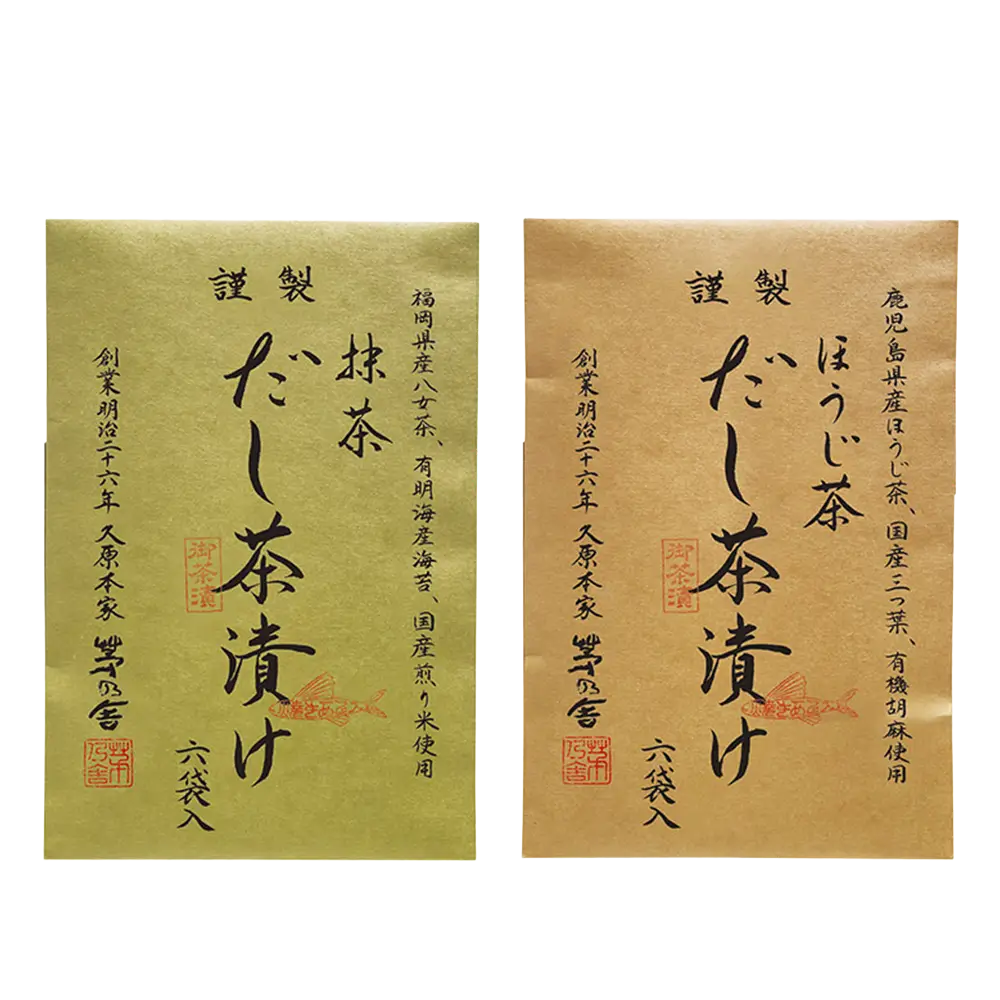 謹製
福岡県産八女茶、有明海産海苔、国産煎り米使用
抹茶
だし茶漬け
御茶漬
六袋入
創業明治二十六年 久原本家 茅乃舎
茅乃舎
謹製
鹿児島県産ほうじ茶、国産三つ葉、有機胡麻使用
ほうじ茶
だし茶漬け
御茶漬
六袋入
創業明治二十六年 久原本家 茅乃舎
茅乃舎